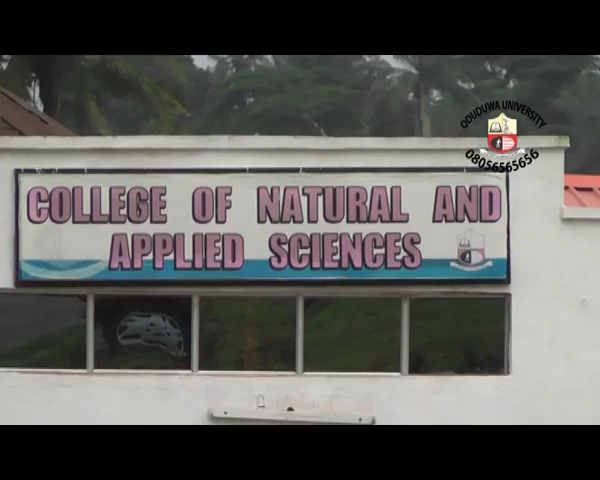 ODUDUWA UNIVERSITY
08056565656
COLLEGE OF NATURAL AND
APPLIED SCIENCES